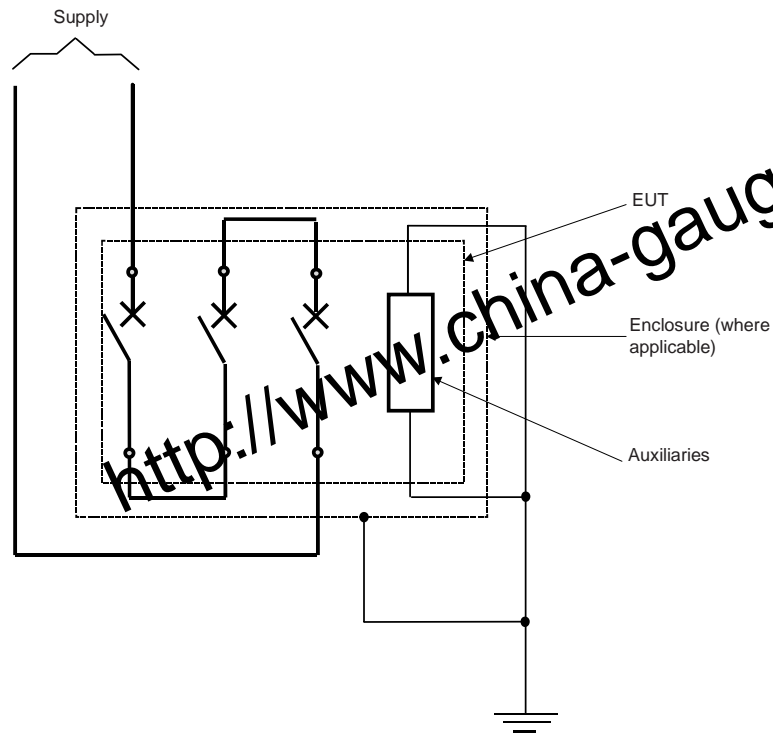 Supply
EUT
Enclosure (where
applicable)
Auxiliaries
http://www.china-gaug